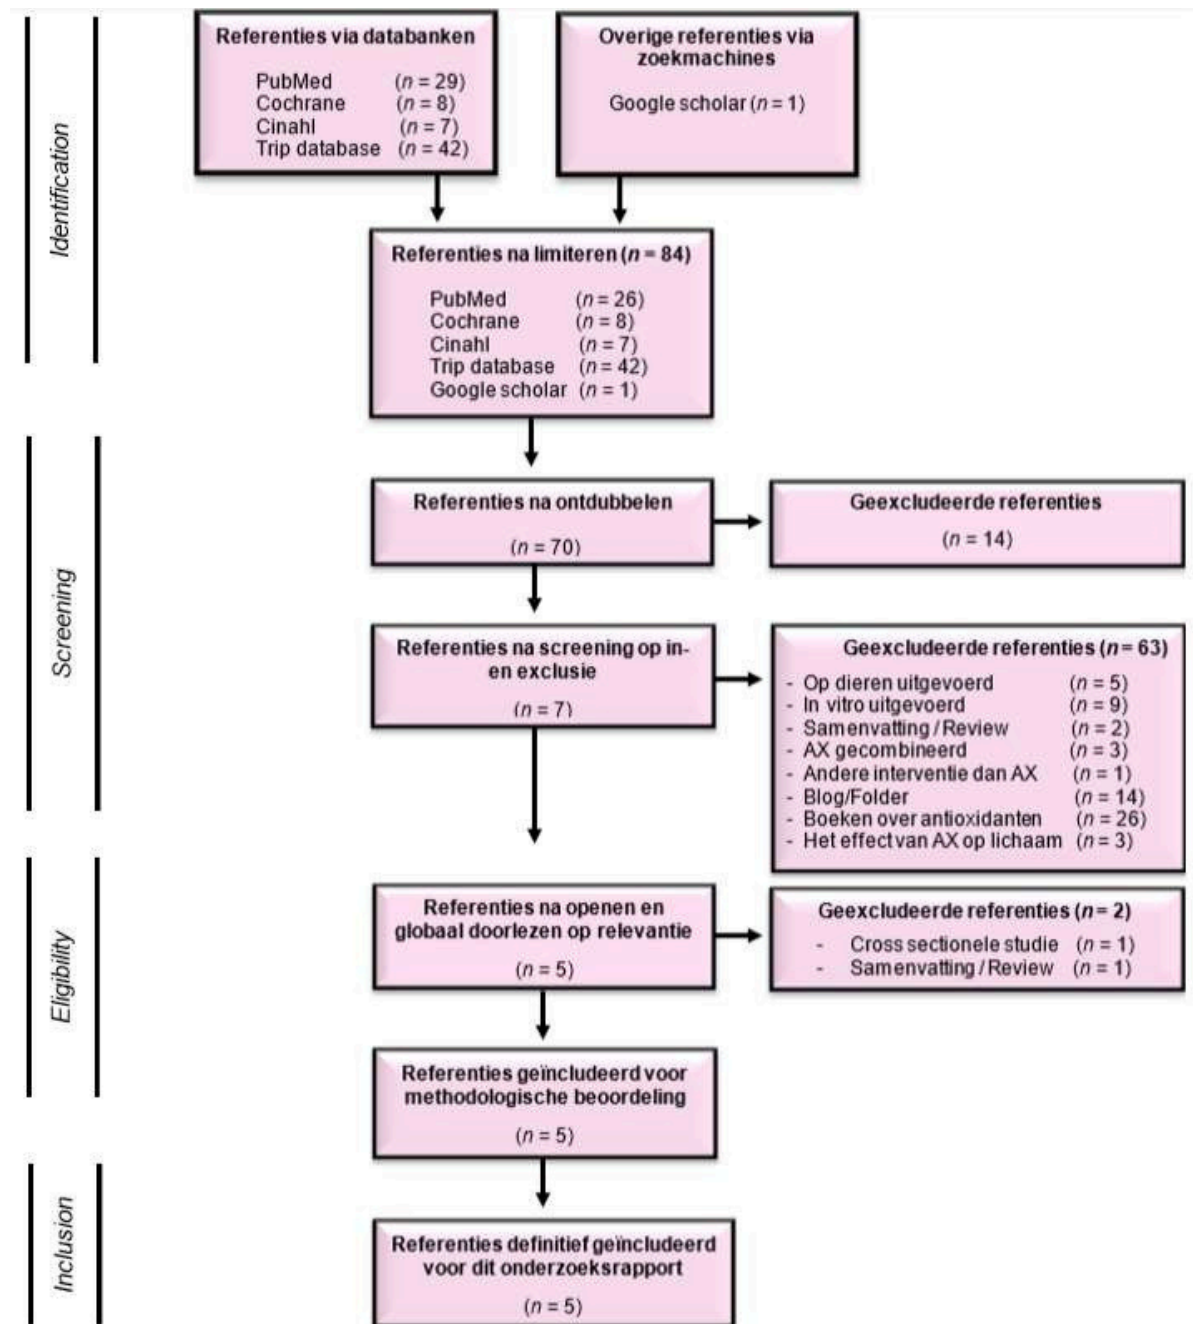 Identification
Referenties via databanken
PubMed (n = 29)
Cochrane (n = 8)
Cinahl (n = 7)
Trip database (n = 42)
Overige referenties via
zoekmachines
Google scholar (n = 1)
Referenties na limiteren (n = 84)
PubMed (n = 26)
Cochrane (n = 8)
Cinahl (n = 7)
Trip database (n = 42)
Google scholar (n = 1)
Screening
Referenties na ontdubbelen
(n = 70)
Geexcludeerde referenties
(n = 14)
Referenties na screening op in-
en exclusie
(n = 7)
Geexcludeerde referenties (n = 63)
- Op dieren uitgevoerd (n = 5)
- In vitro uitgevoerd (n = 9)
- Samenvatting / Review (n = 2)
- AX gecombineerd (n = 3)
- Andere interventie dan AX (n = 1)
- Blog/Folder (n = 14)
- Boeken over antioxidanten (n = 26)
- Het effect van AX op lichaam (n = 3)
Eligibility
Referenties na openen en
globaal doorlezen op relevantie
(n = 5)
Geexcludeerde referenties (n = 2)
- Cross sectionele studie (n = 1)
- Samenvatting / Review (n = 1)
Referenties geïncludeerd voor
methodologische beoordeling
(n = 5)
Inclusion
Referenties definitief geïncludeerd
voor dit onderzoeksrapport
(n = 5)